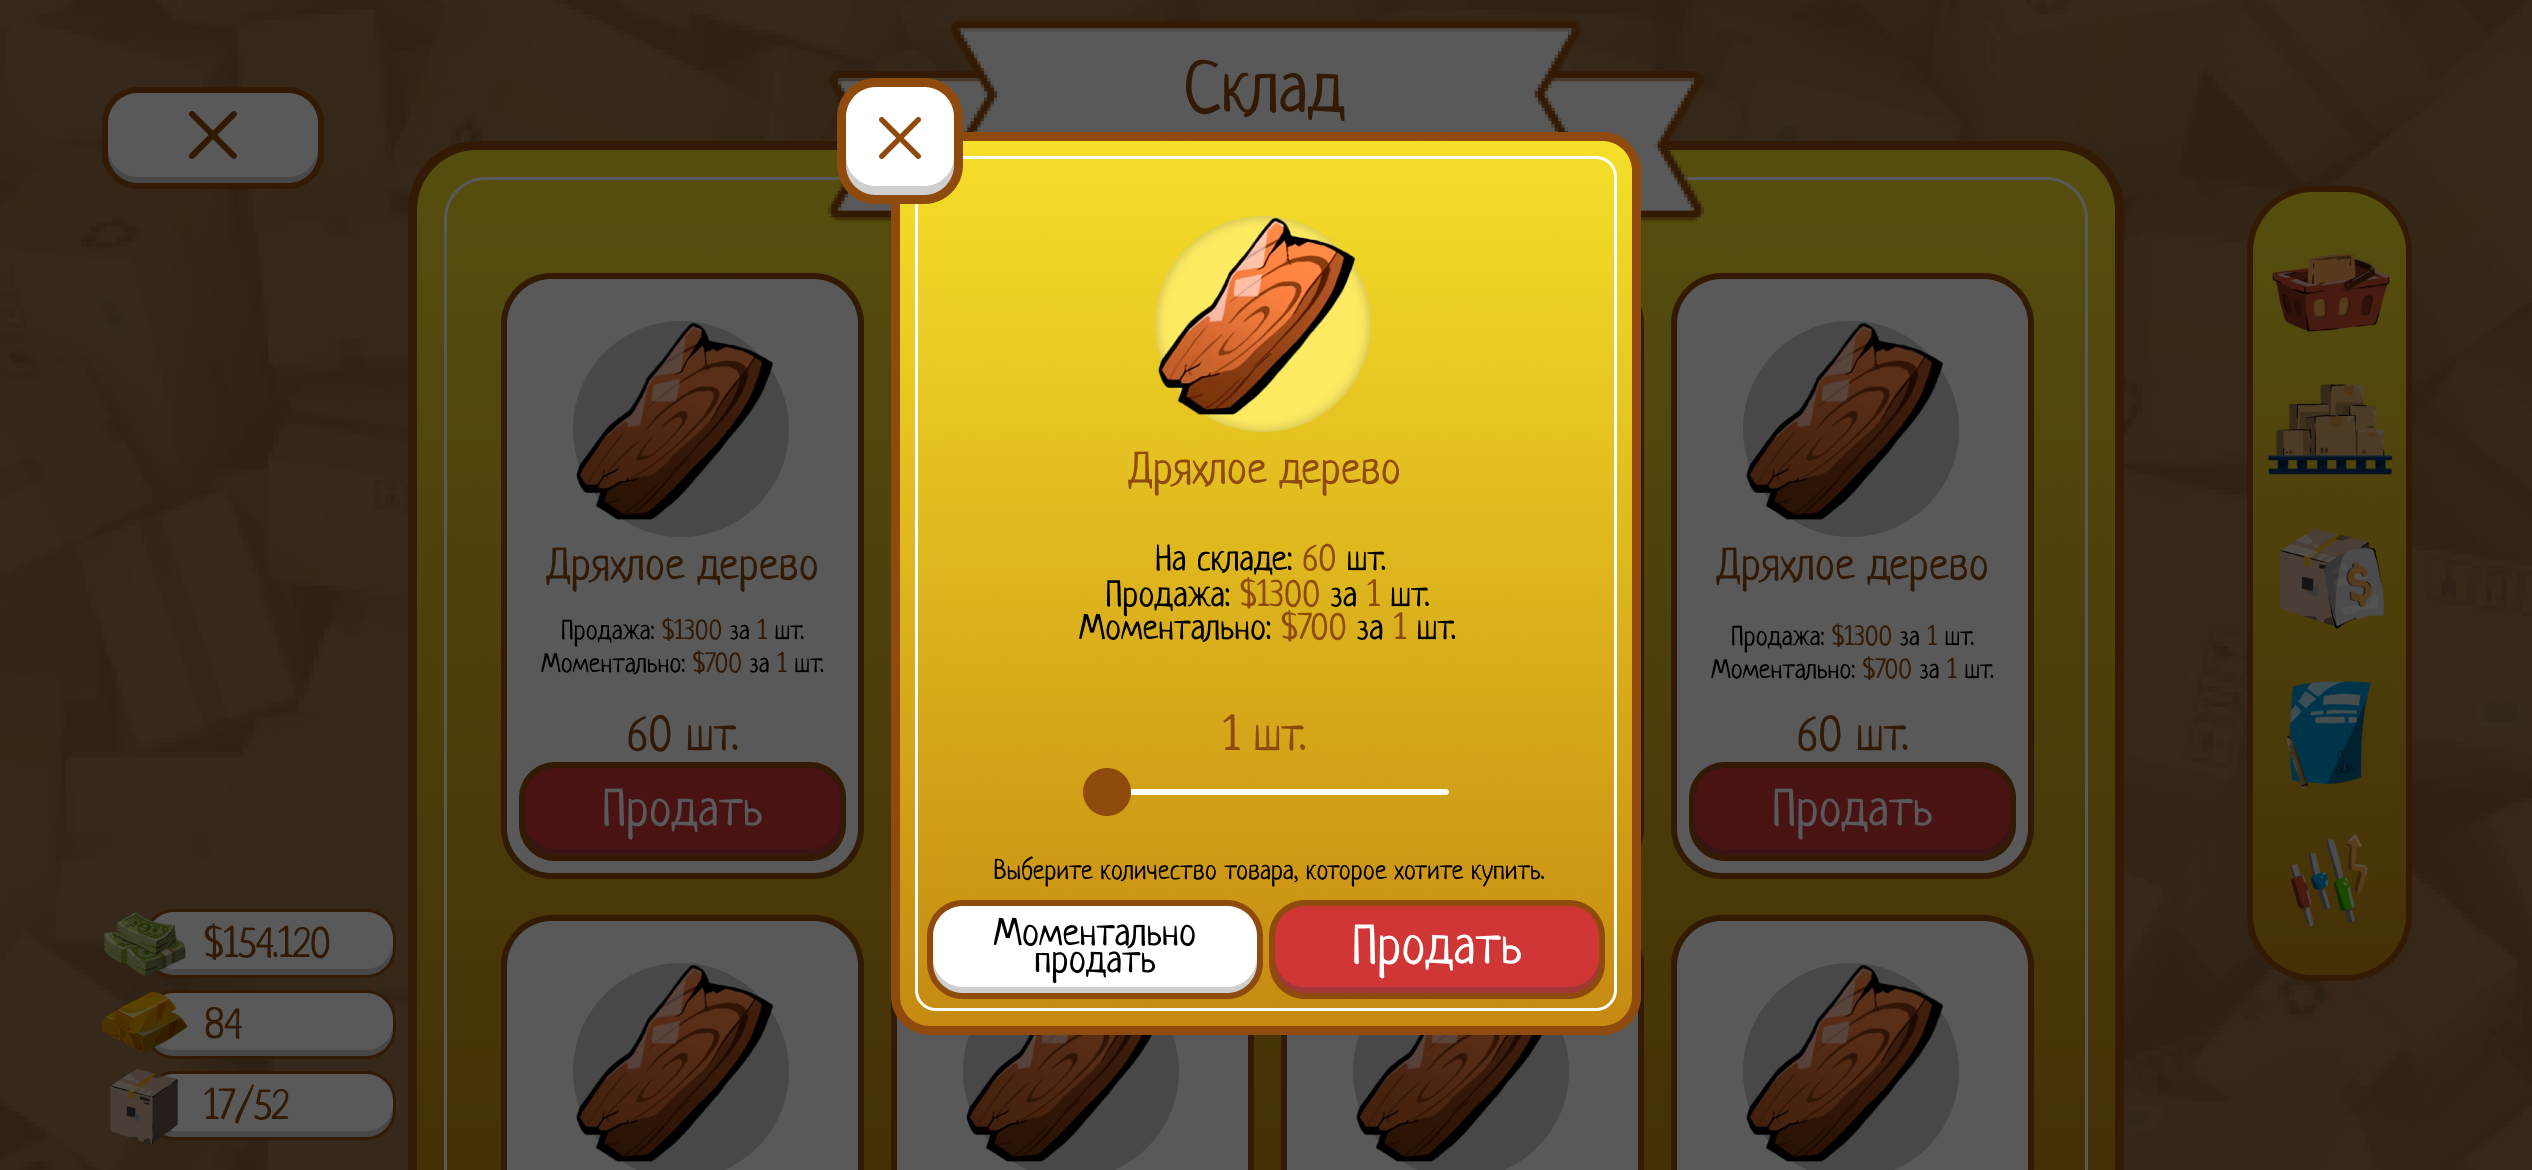 Склад
Дряхлое дерево
На складе: 60 шт.
Продажа: $1300 за 1 шт.
Моментально: $700 за 1 шт.
1 шт.
Выберите количество товара, которое хотите купить.
Моментально
продать
Продать
Дряхлое дерево
Продажа: $1300 за 1 шт.
Моментально: $700 за 1 шт.
60 шт.
Продать
Дряхлое дерево
Продажа: $1300 за 1 шт.
Моментально: $700 за 1 шт.
60 шт.
Продать
$154.120
84
17/52